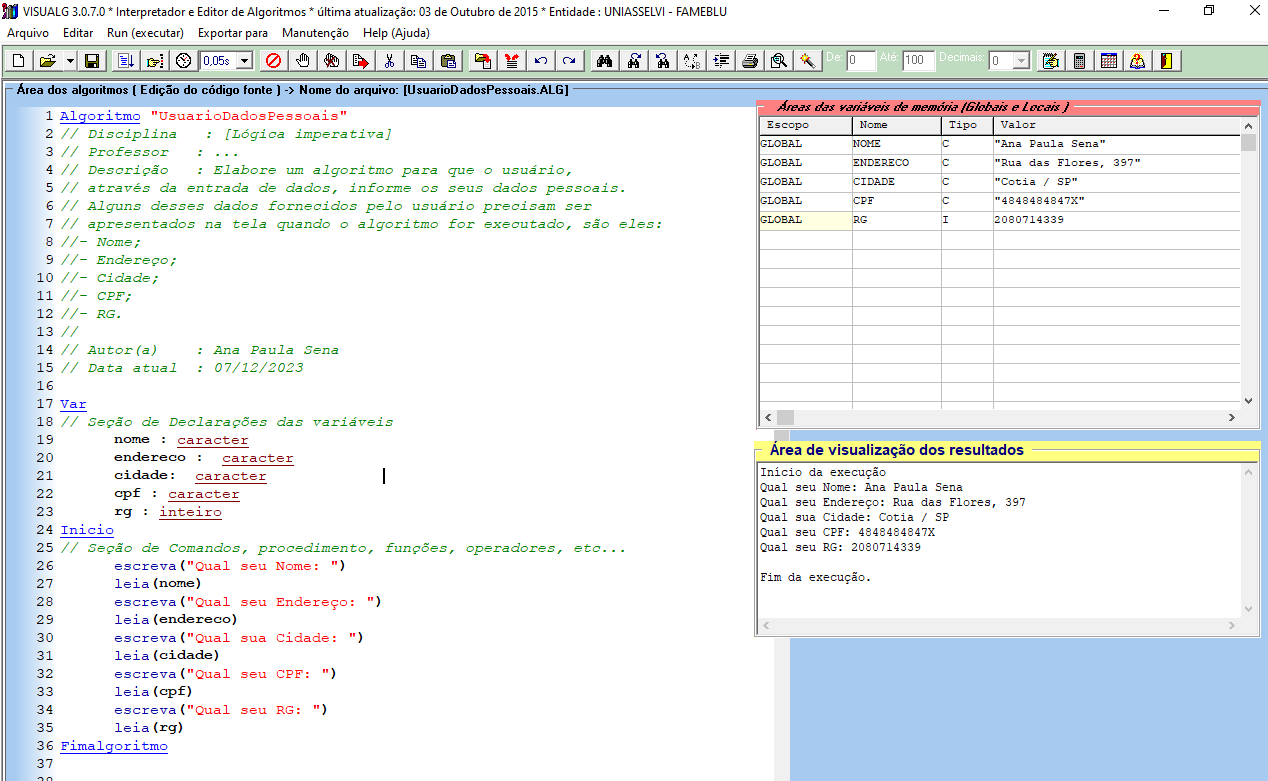 VISUALG 3.0.7.0 * Interpretador e Editor de Algoritmos * última atualização: 03 de Outubro de 2015 * Entidade : UNIASSELVI - FAMEBLU
Arquivo Editar Run (executar) Exportar para Manutenção Help (Ajuda)
0,05s De: 0 Até: 100 Decimais: 0
Área dos algoritmos ( Edição do código fonte ) -> Nome do arquivo: [UsuarioDadosPessoais.ALG]
1 Algoritmo "UsuarioDadosPessoais"
2 // Disciplina : [Lógica imperativa]
3 // Professor : ...
4 // Descrição : Elabore um algoritmo para que o usuário,
5 // através da entrada de dados, informe os seus dados pessoais.
6 // Alguns desses dados fornecidos pelo usuário precisam ser
7 // apresentados na tela quando o algoritmo for executado, são eles:
8 //- Nome;
9 //- Endereço;
10 //- Cidade;
11 //- CPF;
12 //- RG.
13 //
14 // Autor(a) : Ana Paula Sena
15 // Data atual : 07/12/2023
16
17 Var
18 // Seção de Declarações das variáveis
19 nome : caracter
20 endereco : caracter
21 cidade: caracter
22 cpf : caracter
23 rg : inteiro
24 Inicio
25 // Seção de Comandos, procedimento, funções, operadores, etc...
26 escreva("Qual seu Nome: ")
27 leia(nome)
28 escreva("Qual seu Endereço: ")
29 leia(endereco)
30 escreva("Qual sua Cidade: ")
31 leia(cidade)
32 escreva("Qual seu CPF: ")
33 leia(cpf)
34 escreva("Qual seu RG: ")
35 leia(rg)
36 Fimalgoritmo
37
38
Áreas das variáveis de memória (Globais e Locais )
Escopo Nome Tipo Valor
GLOBAL NOME C "Ana Paula Sena"
GLOBAL ENDERECO C "Rua das Flores, 397"
GLOBAL CIDADE C "Cotia / SP"
GLOBAL CPF C "4848484847X"
GLOBAL RG I 2080714339
Área de visualização dos resultados
Início da execução
Qual seu Nome: Ana Paula Sena
Qual seu Endereço: Rua das Flores, 397
Qual sua Cidade: Cotia / SP
Qual seu CPF: 4848484847X
Qual seu RG: 2080714339
Fim da execução.